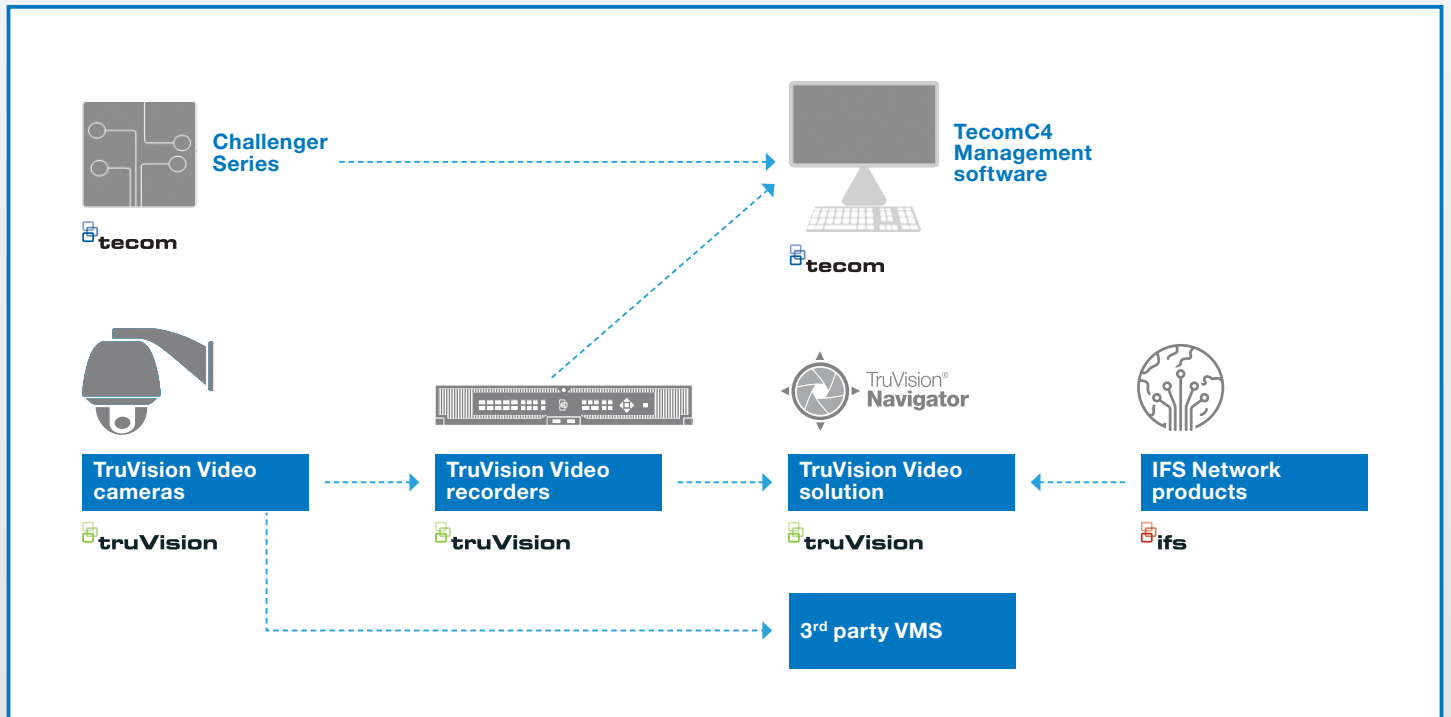 Challenger
Series
tecom
TecomC4
Management
software
tecom
TruVision®
Navigator
TruVision Video
cameras
truVision
TruVision Video
recorders
truVision
TruVision Video
solution
truVision
IFS Network
products
ifs
3rd party VMS